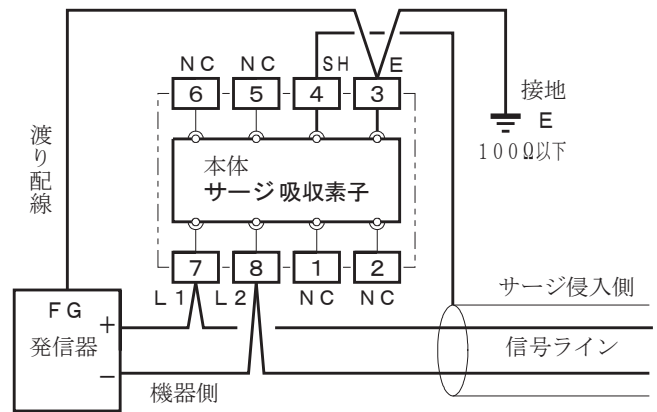 NC NC SH E
6 5 4 3
接地
E
100Ω以下
渡り配線
本体
サージ吸収素子
7 8 1 2
L1 L2 NC NC
サージ侵入側
FG
+
発信器
信号ライン
−
機器側